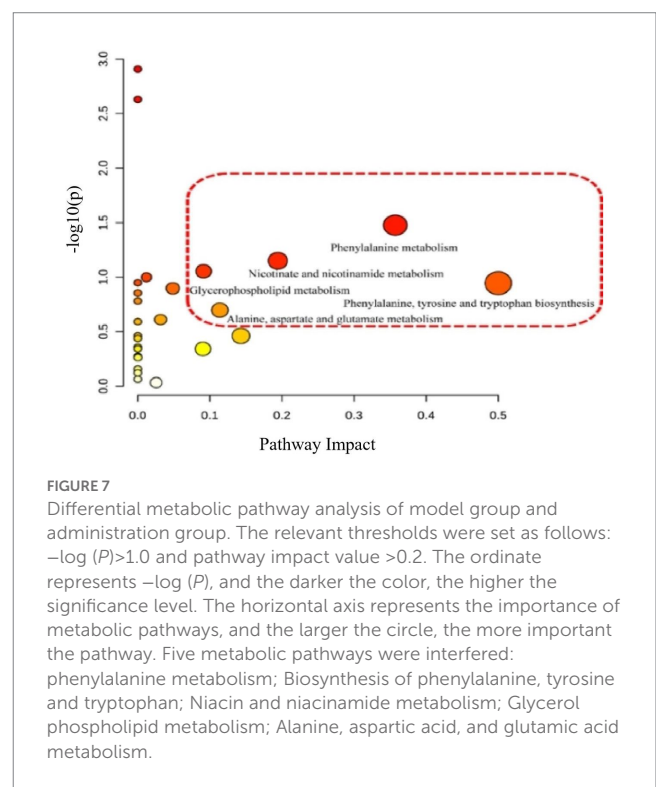 3.0
2.5
2.0
1.5
1.0
0.5
0.0
-log10(p)
Phenylalanine metabolism
Nicotinate and nicotinamide metabolism
Glycerophospholipid metabolism
Phenylalanine, tyrosine and tryptophan biosynthesis
Alanine, aspartate and glutamate metabolism
0.0 0.1 0.2 0.3 0.4 0.5
Pathway Impact
FIGURE 7
Differential metabolic pathway analysis of model group and
administration group. The relevant thresholds were set as follows:
−log (P)>1.0 and pathway impact value >0.2. The ordinate
represents −log (P), and the darker the color, the higher the
significance level. The horizontal axis represents the importance of
metabolic pathways, and the larger the circle, the more important
the pathway. Five metabolic pathways were interfered:
phenylalanine metabolism; Biosynthesis of phenylalanine, tyrosine
and tryptophan; Niacin and niacinamide metabolism; Glycerol
phospholipid metabolism; Alanine, aspartic acid, and glutamic acid
metabolism.